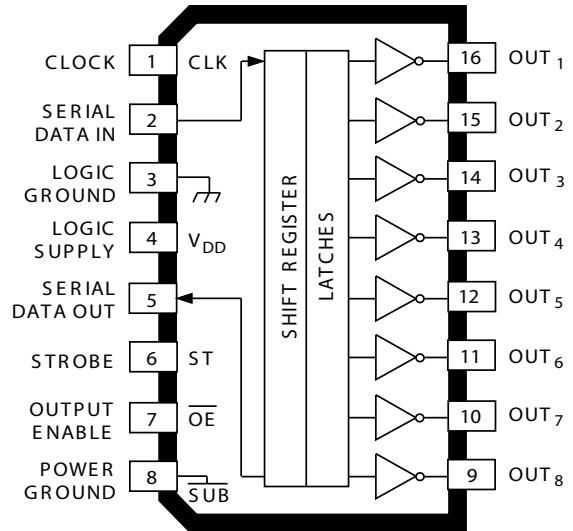 CLOCK 1 CLK
SERIAL
DATA IN 2
LOGIC
GROUND 3
LOGIC
SUPPLY 4 VDD
SERIAL
DATA OUT 5
STROBE 6 ST
OUTPUT
ENABLE 7 OE
POWER
GROUND 8 SUB
SHIFT REGISTER
LATCHES
16 OUT1
15 OUT2
14 OUT3
13 OUT4
12 OUT5
11 OUT6
10 OUT7
9 OUT8